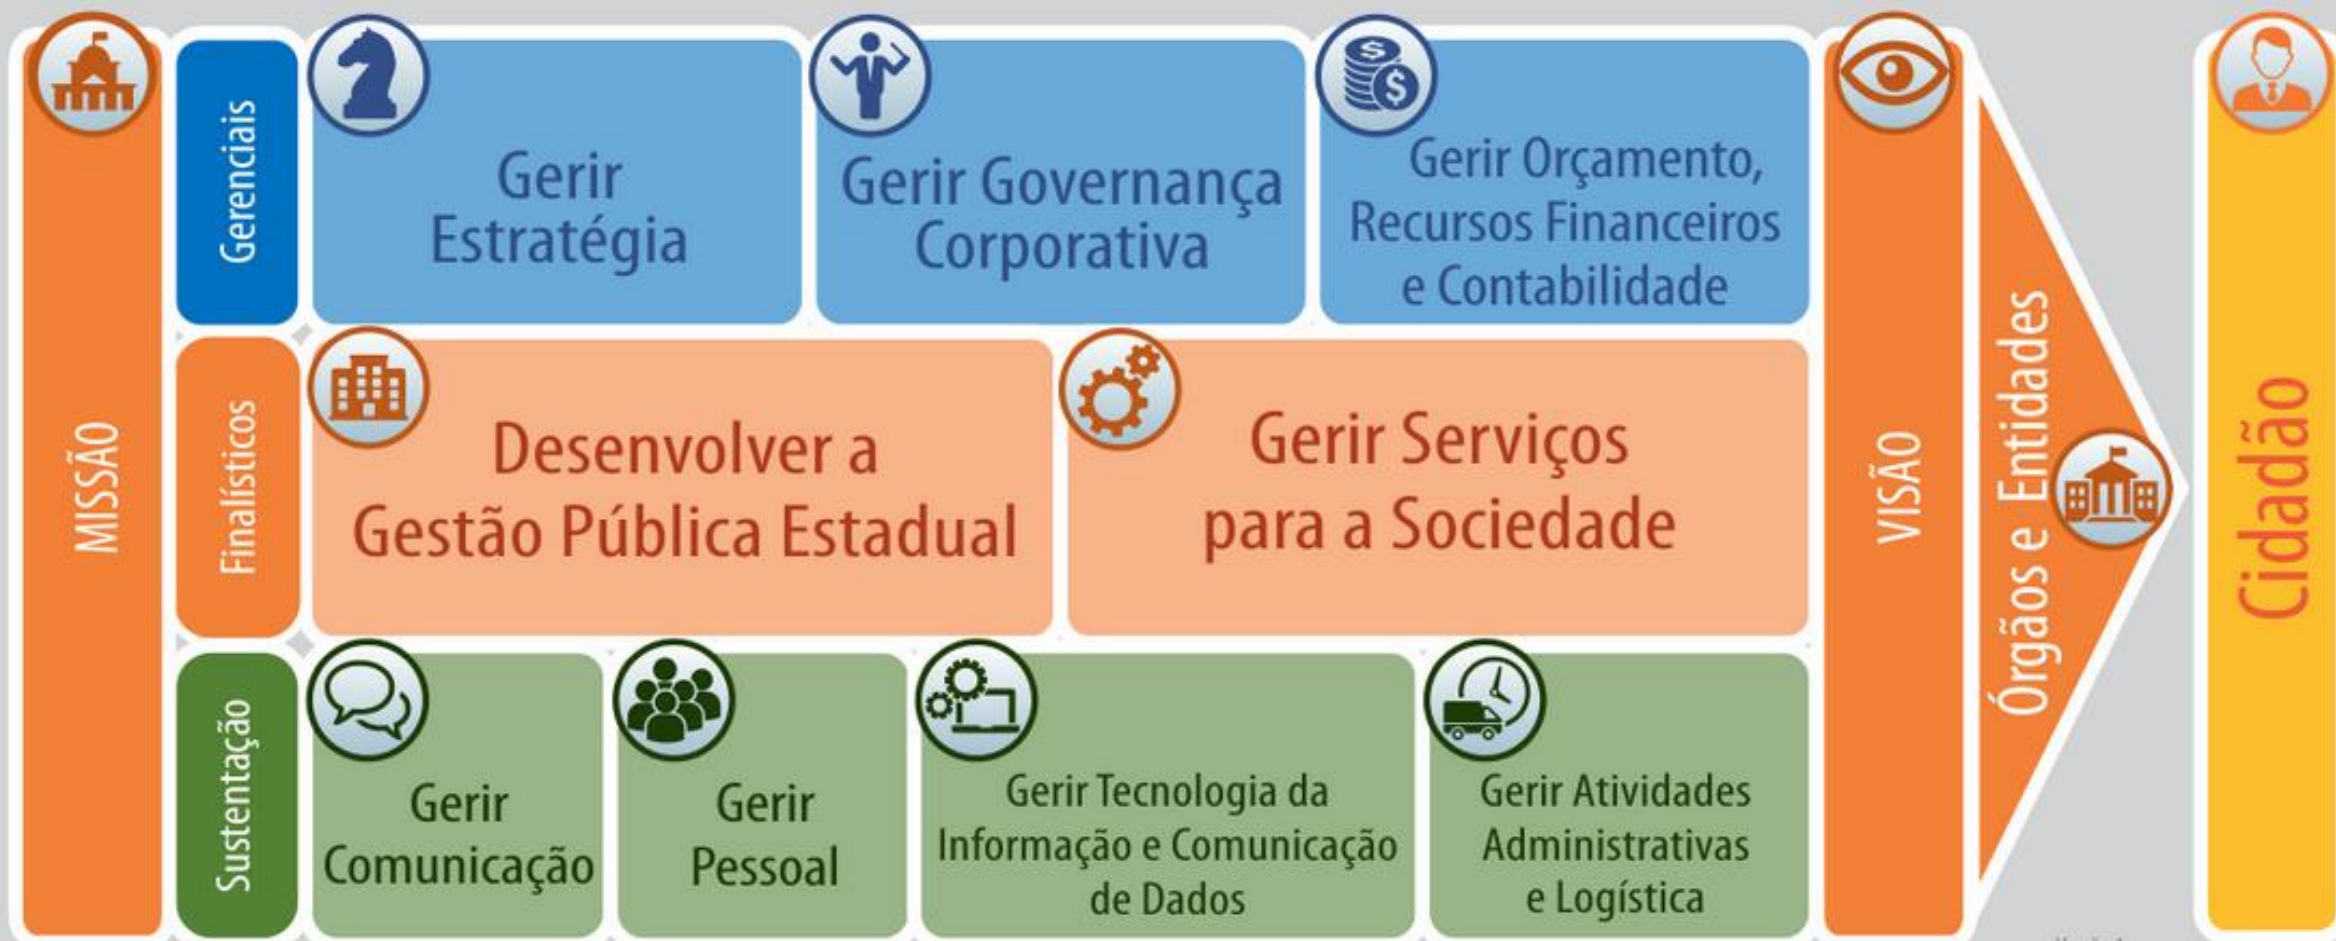 MISSÃO
Gerenciais
Gerir
Estratégia
Gerir Governança
Corporativa
Gerir Orçamento,
Recursos Financeiros
e Contabilidade
Finalísticos
Desenvolver a
Gestão Pública Estadual
Gerir Serviços
para a Sociedade
Sustentação
Gerir
Comunicação
Gerir
Pessoal
Gerir Tecnologia da
Informação e Comunicação
de Dados
Gerir Atividades
Administrativas
e Logística
VISÃO
Órgãos e Entidades
Cidadão